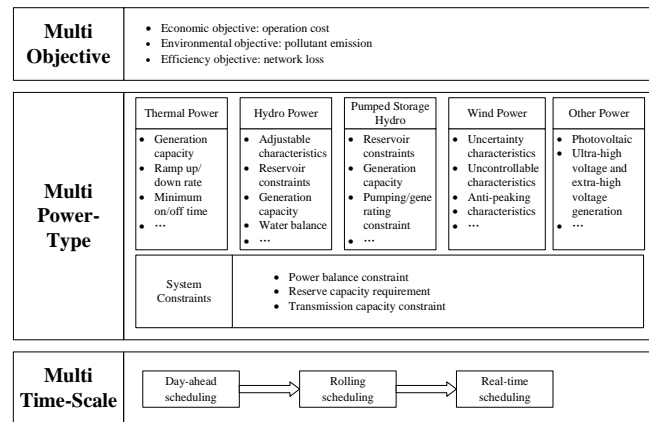 Multi
Objective
• Economic objective: operation cost
• Environmental objective: pollutant emission
• Efficiency objective: network loss
Multi
Power-
Type
Thermal Power
• Generation
capacity
• Ramp up/
down rate
• Minimum
on/off time
• ···
Hydro Power
• Adjustable
characteristics
• Reservoir
constraints
• Generation
capacity
• Water balance
• ···
Pumped Storage
Hydro
• Reservoir
constraints
• Generation
capacity
• Pumping/gene
rating
constraint
• ···
Wind Power
• Uncertainty
characteristics
• Uncontrollable
characteristics
• Anti-peaking
• characteristics
• ···
Other Power
• Photovoltaic
• Ultra-high
voltage and
extra-high
voltage
generation
• ···
System
Constraints
• Power balance constraint
• Reserve capacity requirement
• Transmission capacity constraint
Multi
Time-Scale
Day-ahead
scheduling
Rolling
scheduling
Real-time
scheduling